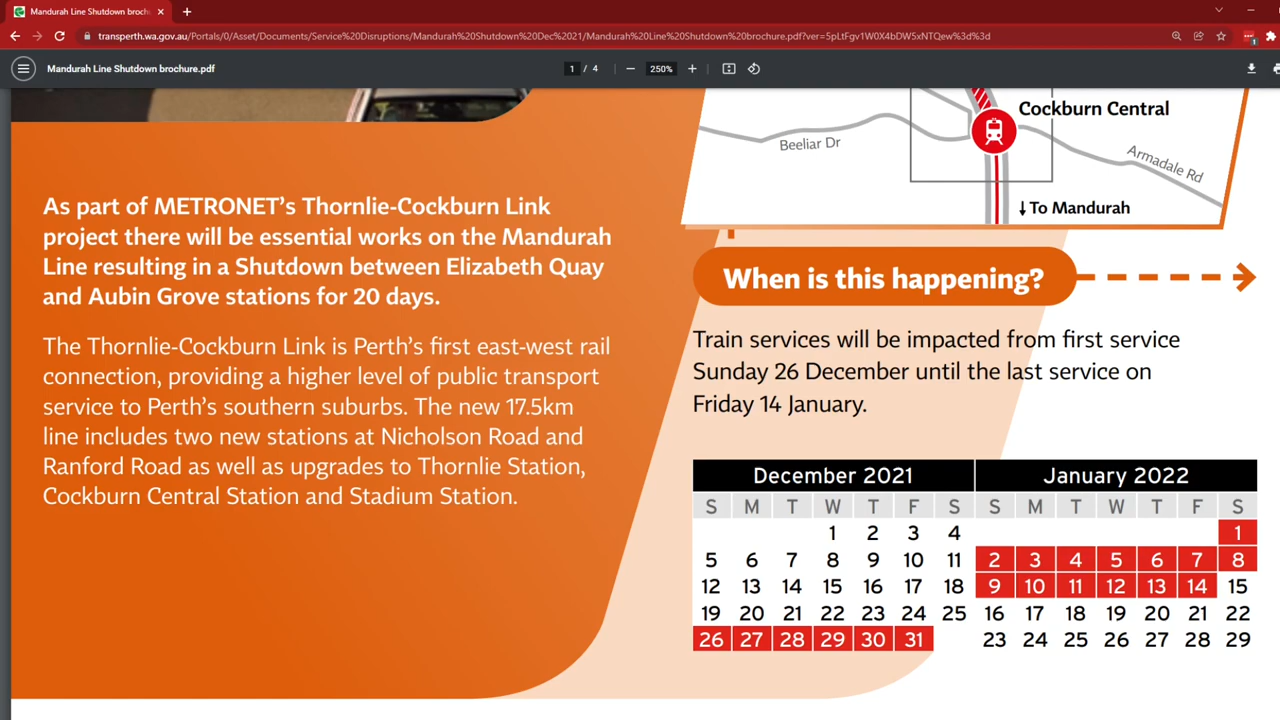 Mandurah Line Shutdown broch
transperth.wa.gov.au/Portals/0/Asset/Documents/Service%20Disruptions/Mandurah%20Shutdown%20Dec%2021/Mandurah%20Line%20Shutdown%20brochure.pdf?ver=5pLtFgv1W0X4bDW5xNTQew%3d%3d
Mandurah Line Shutdown brochure.pdf
1 / 4
250%
Cockburn Central
Beeliar Dr
Armadale Rd
↓ To Mandurah
As part of METRONET's Thornlie-Cockburn Link
project there will be essential works on the Mandurah
Line resulting in a Shutdown between Elizabeth Quay
and Aubin Grove stations for 20 days.
The Thornlie-Cockburn Link is Perth's first east-west rail
connection, providing a higher level of public transport
service to Perth's southern suburbs. The new 17.5km
line includes two new stations at Nicholson Road and
Ranford Road as well as upgrades to Thornlie Station,
Cockburn Central Station and Stadium Station.
When is this happening?
Train services will be impacted from first service
Sunday 26 December until the last service on
Friday 14 January.
December 2021
S M T W T F S
1 2 3 4
5 6 7 8 9 10 11
12 13 14 15 16 17 18
19 20 21 22 23 24 25
26 27 28 29 30 31
January 2022
S M T W T F S
1
2 3 4 5 6 7 8
9 10 11 12 13 14 15
16 17 18 19 20 21 22
23 24 25 26 27 28 29